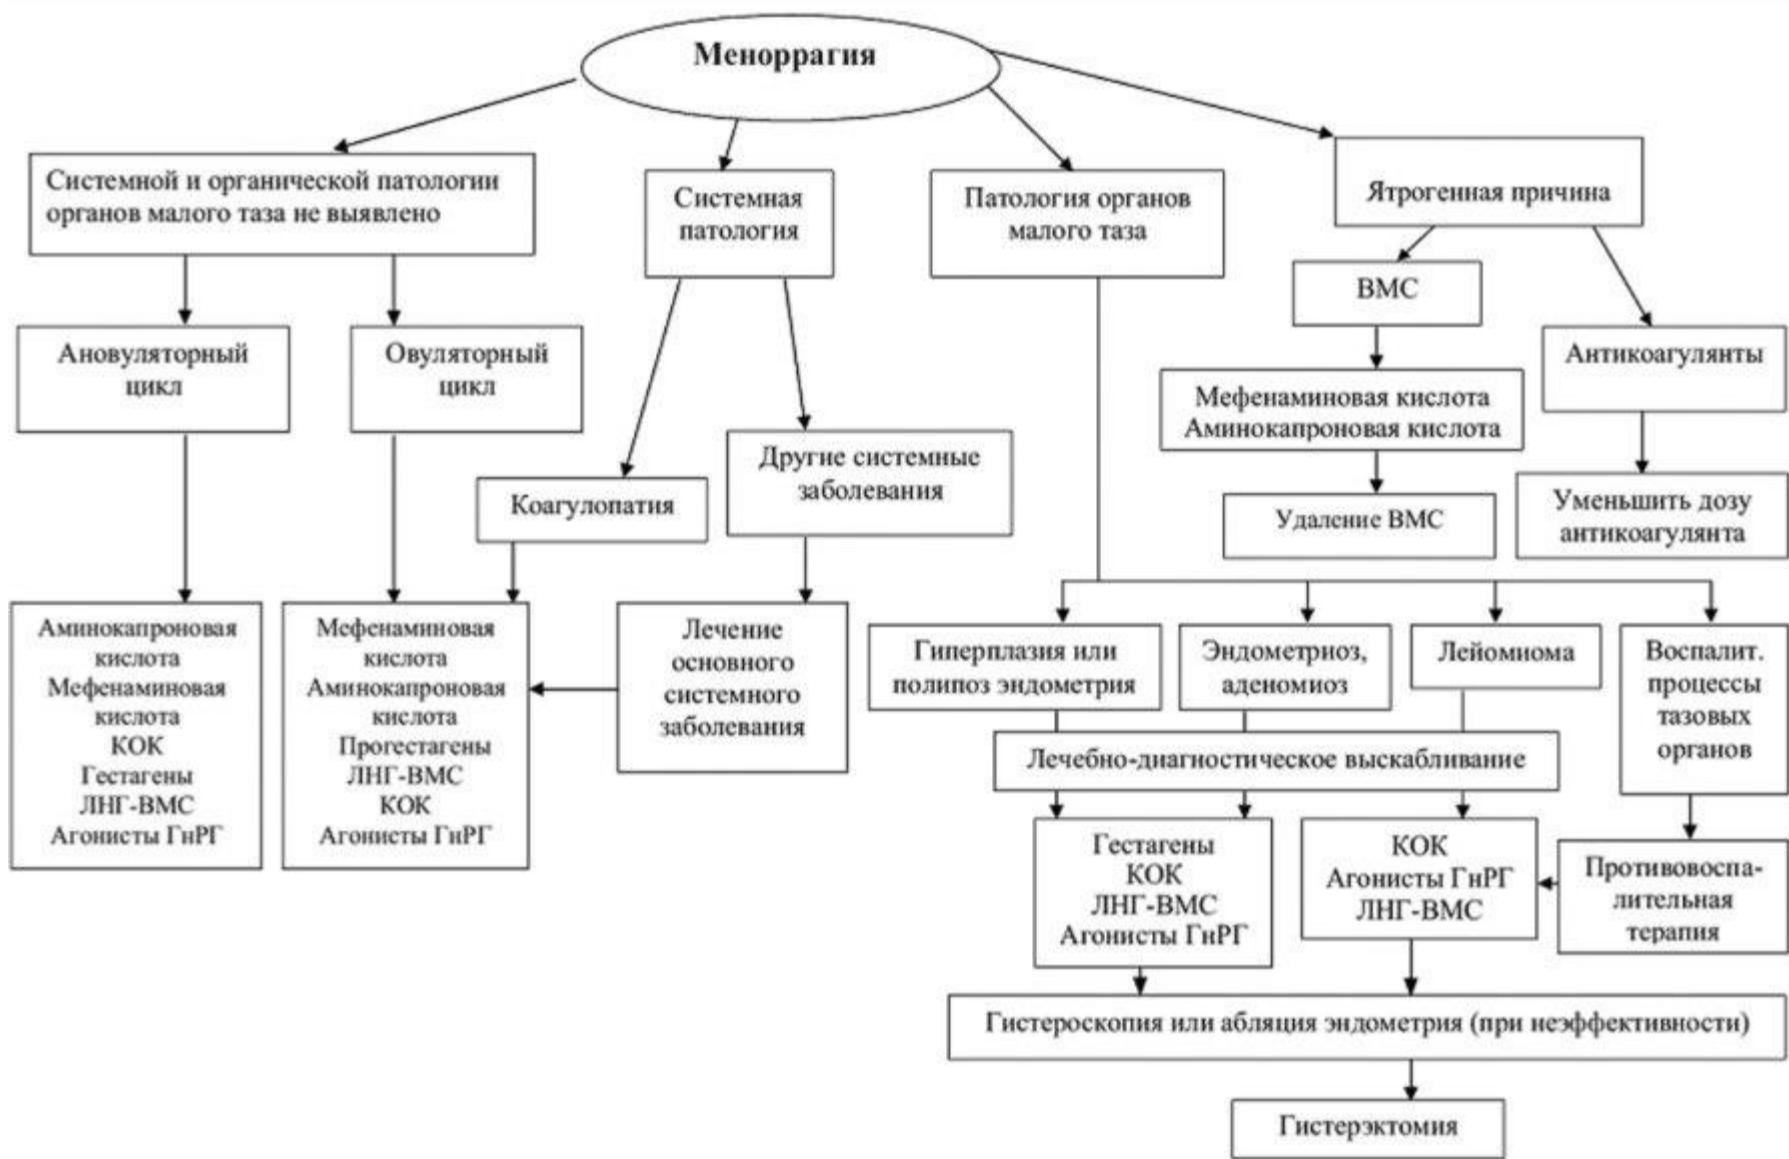 Меноррагия
Системной и органической патологии
органов малого таза не выявлено
Системная
патология
Патология органов
малого таза
Ятрогенная причина
ВМС
Ановуляторный
цикл
Овуляторный
цикл
Антикоагулянты
Мефенаминовая кислота
Аминокапроновая кислота
Другие системные
заболевания
Коагулопатия
Удаление ВМС
Уменьшить дозу
антикоагулянта
Аминокапроновая
кислота
Мефенаминовая
кислота
КОК
Гестагены
ЛНГ-ВМС
Агонисты ГнРГ
Мефенаминовая
кислота
Аминокапроновая
кислота
Прогестагены
ЛНГ-ВМС
КОК
Агонисты ГнРГ
Лечение
основного
системного
заболевания
Гиперплазия или
полипоз эндометрия
Эндометриоз,
аденомиоз
Лейомиома
Воспалит.
процессы
тазовых
органов
Лечебно-диагностическое выскабливание
Гестагены
КОК
ЛНГ-ВМС
Агонисты ГнРГ
КОК
Агонисты ГнРГ
ЛНГ-ВМС
Противовоспа-
лительная
терапия
Гистероскопия или абляция эндометрия (при неэффективности)
Гистерэктомия